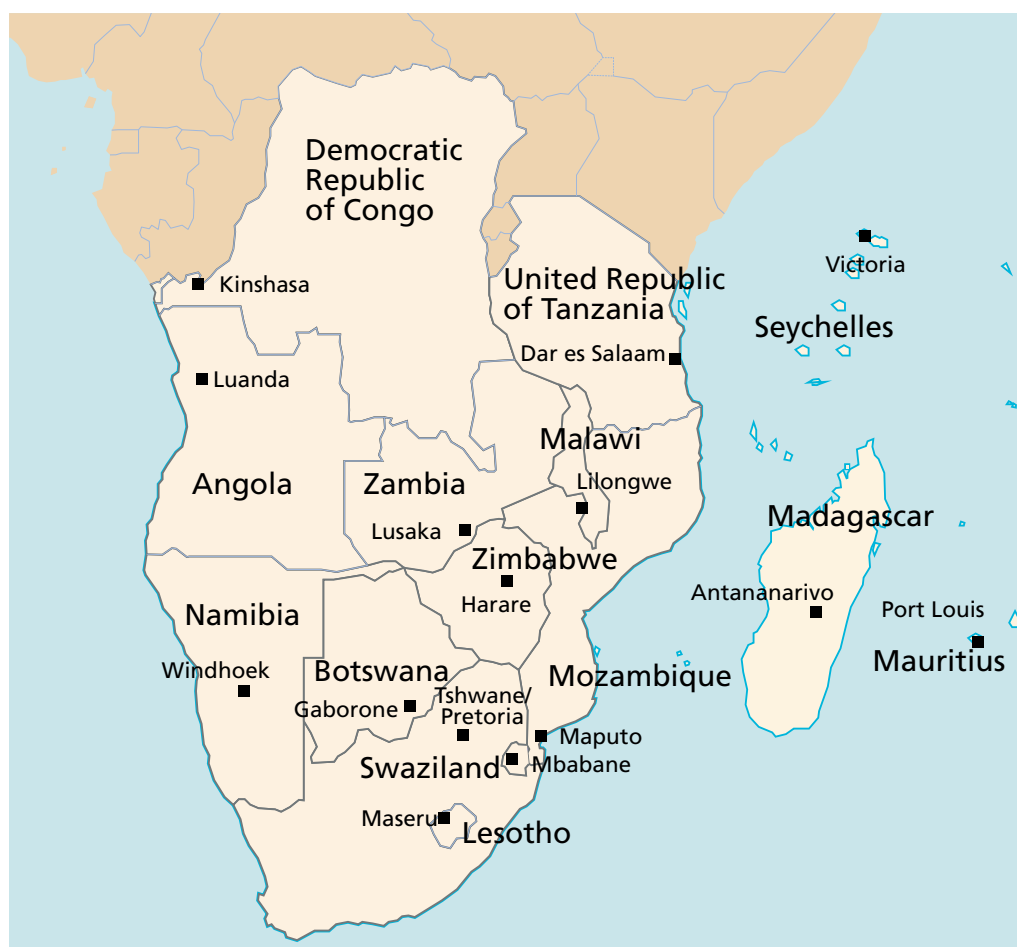 Democratic
Republic
of Congo
Kinshasa
United Republic
of Tanzania
Victoria
Seychelles
Dar es Salaam
Luanda
Malawi
Angola
Zambia
Lilongwe
Madagascar
Lusaka
Zimbabwe
Harare
Antananarivo
Namibia
Port Louis
Mauritius
Windhoek
Botswana
Mozambique
Gaborone
Tshwane/
Pretoria
Maputo
Swaziland
Mbabane
Maseru
Lesotho